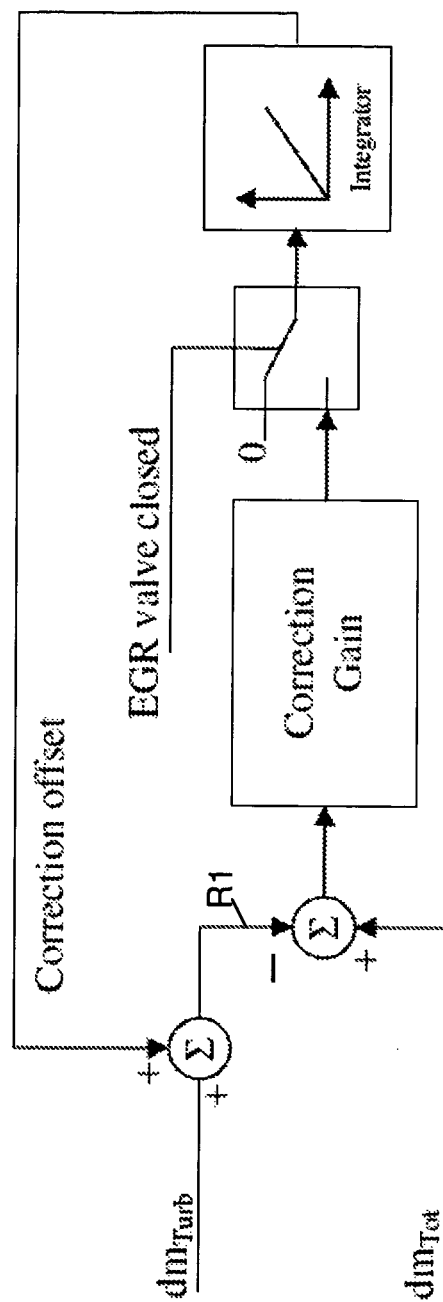 Correction offset
EGR valve closed
dm_Turb
+
+
Σ
R1
−
+
Σ
dm_Tot
Correction
Gain
0
Integrator